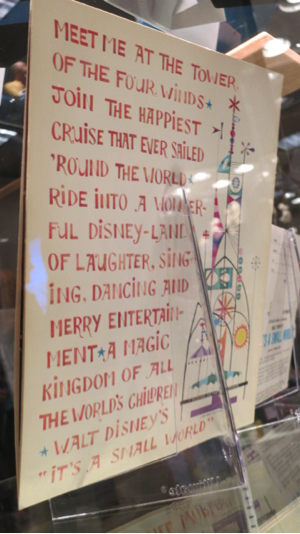 MEET ME AT THE TOWER
OF THE FOUR WINDS★
JOIN THE HAPPIEST
CRUISE THAT EVER SAILED
'ROUND THE WORLD★
RIDE INTO A WONDER-
FUL DISNEY-LAND
OF LAUGHTER, SING-
ING, DANCING AND
MERRY ENTERTAIN-
MENT★A MAGIC
KINGDOM OF ALL
THE WORLD'S CHILDREN
★WALT DISNEY'S
"IT'S A SMALL WORLD"